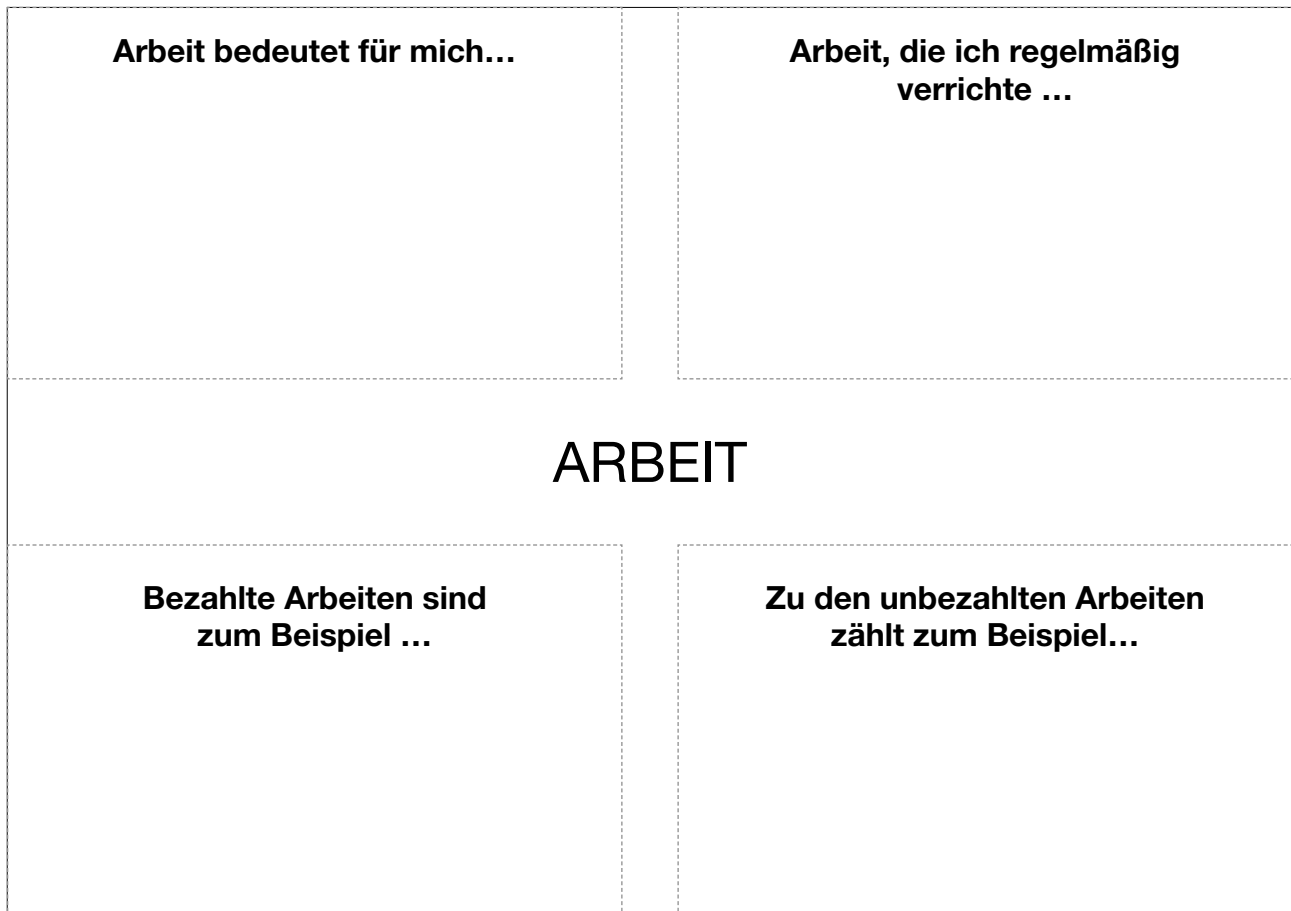 Arbeit bedeutet für mich…
Arbeit, die ich regelmäßig
verrichte …
ARBEIT
Bezahlte Arbeiten sind
zum Beispiel …
Zu den unbezahlten Arbeiten
zählt zum Beispiel…